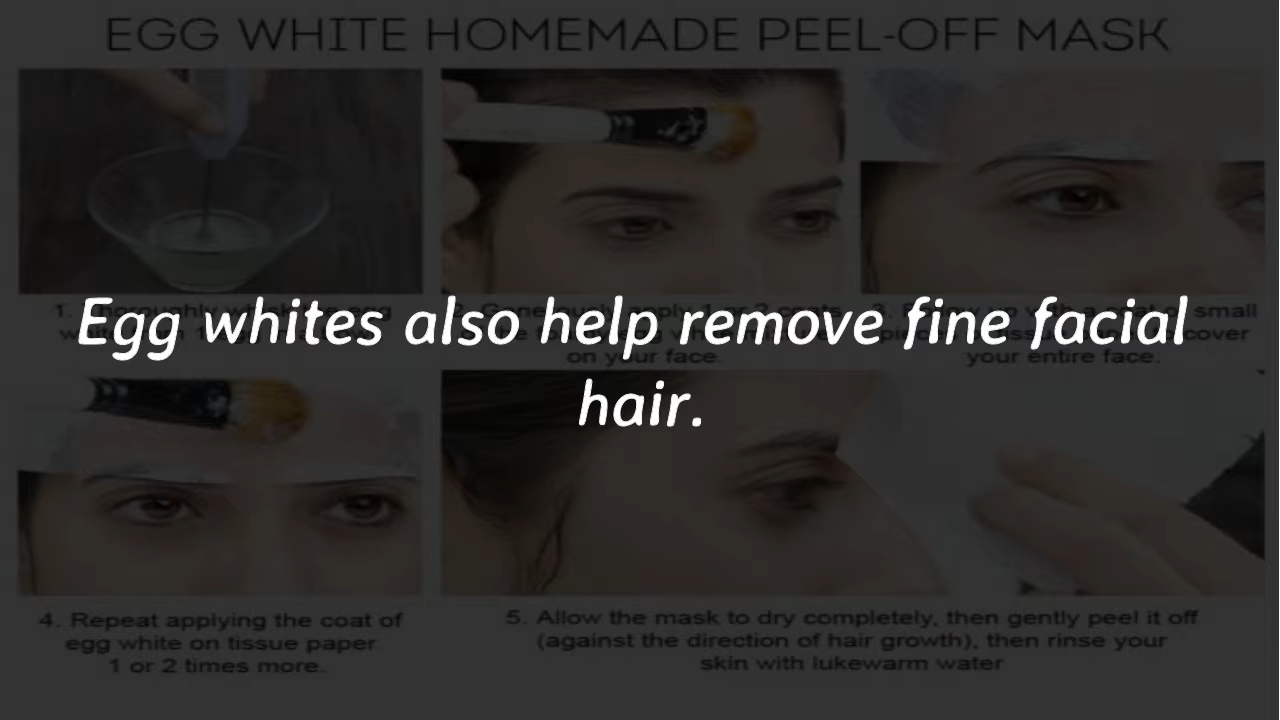 EGG WHITE HOMEMADE PEEL-OFF MASK
Egg whites also help remove fine facial
hair.
on your face.
your entire face.
4. Repeat applying the coat of
egg white on tissue paper
1 or 2 times more.
5. Allow the mask to dry completely, then gently peel it off
(against the direction of hair growth), then rinse your
skin with lukewarm water